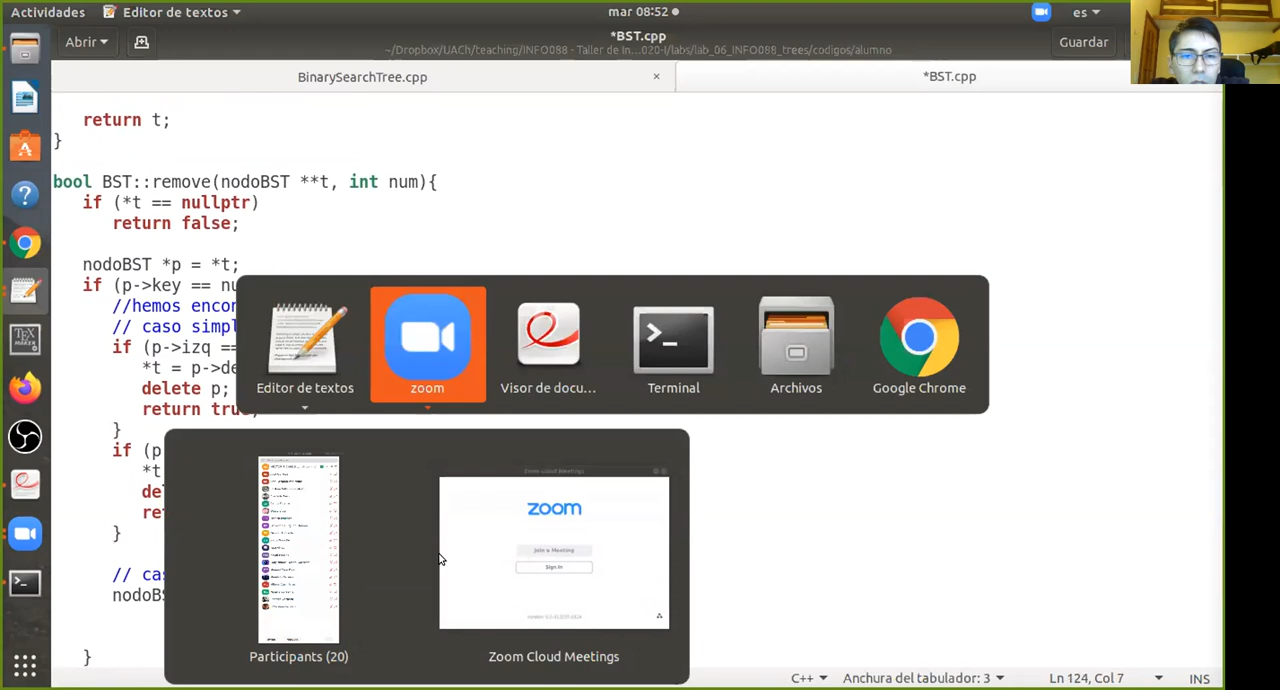 Actividades
Editor de textos
mar 08:52
es
Abrir
*BST.cpp
~/Dropbox/UACh/teaching/INFO088 - Taller de In…020-I/labs/lab_06_INFO088_trees/codigos/alumno
Guardar
BinarySearchTree.cpp
*BST.cpp
return t;
}
bool BST::remove(nodoBST **t, int num){
if (*t == nullptr)
return false;
nodoBST *p = *t;
if (p->key == nu
//hemos encon
// caso simpl
if (p->izq ==
*t = p->de
delete p;
return true;
}
if (p
*t
del
ret
}
// cas
nodoBS
}
Editor de textos
zoom
Visor de docu...
Terminal
Archivos
Google Chrome
zoom
Join a Meeting
Sign In
Participants (20)
Zoom Cloud Meetings
C++
Anchura del tabulador: 3
Ln 124, Col 7
INS